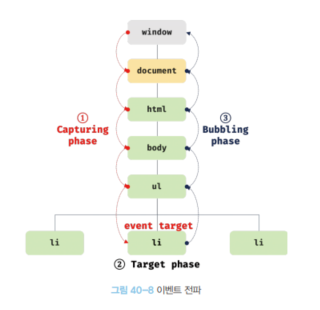 window
document
①
Capturing
phase
html
③
Bubbling
phase
body
ul
event target
li
li
li
② Target phase
그림 40-8 이벤트 전파